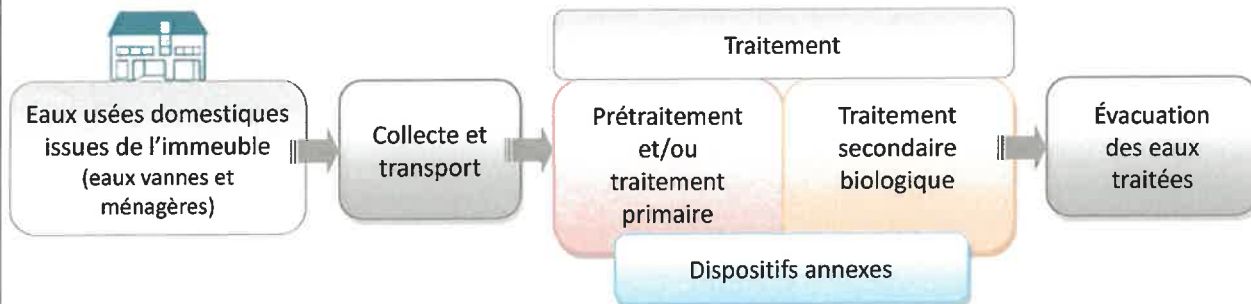 Eaux usées domestiques
issues de l'immeuble
(eaux vannes et
ménagères)
Collecte et
transport
Traitement
Prétraitement
et/ou
traitement
primaire
Traitement
secondaire
biologique
Dispositifs annexes
Évacuation
des eaux
traitées